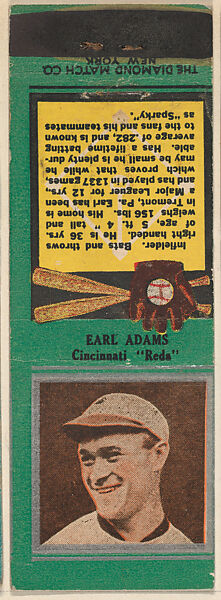 THE DIAMOND MATCH CO.
NEW YORK
Infielder. Bats and throws
right handed. He is 36 yrs.
of age, 5 ft. 4" tall and
weighs 156 lbs. His home is
in Tremont, Pa. Earl has been
a Major Leaguer for 12 yrs.
and has played in 1237 games,
which proves that while he
may be small he is plenty dur-
able. Has a lifetime batting
average of .282, and is known
to the fans and his teammates
as "Sparky."
EARL ADAMS
Cincinnati "Reds"